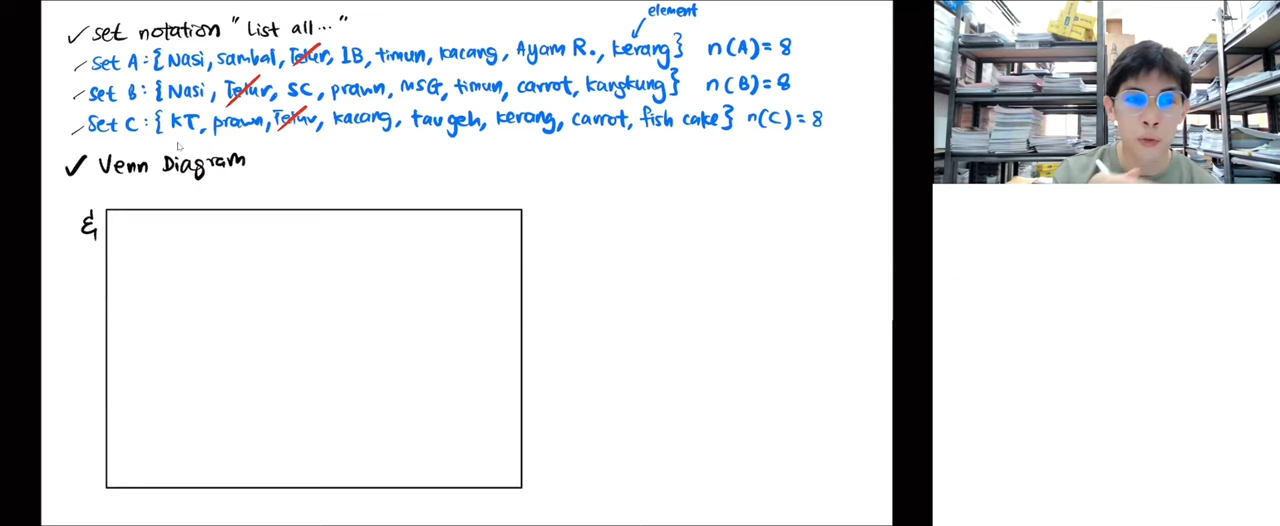 element
✓ set notation "List all..."
✓ Set A : { Nasi, sambal, Telur, IB, timun, kacang, Ayam R., kerang } n(A) = 8
✓ Set B : { Nasi, Telur, SC, prawn, MSG, timun, carrot, kangkung } n(B) = 8
✓ Set C : { KT, prawn, Telur, kacang, taugeh, kerang, carrot, fish cake } n(C) = 8
✓ Venn Diagram
ξ